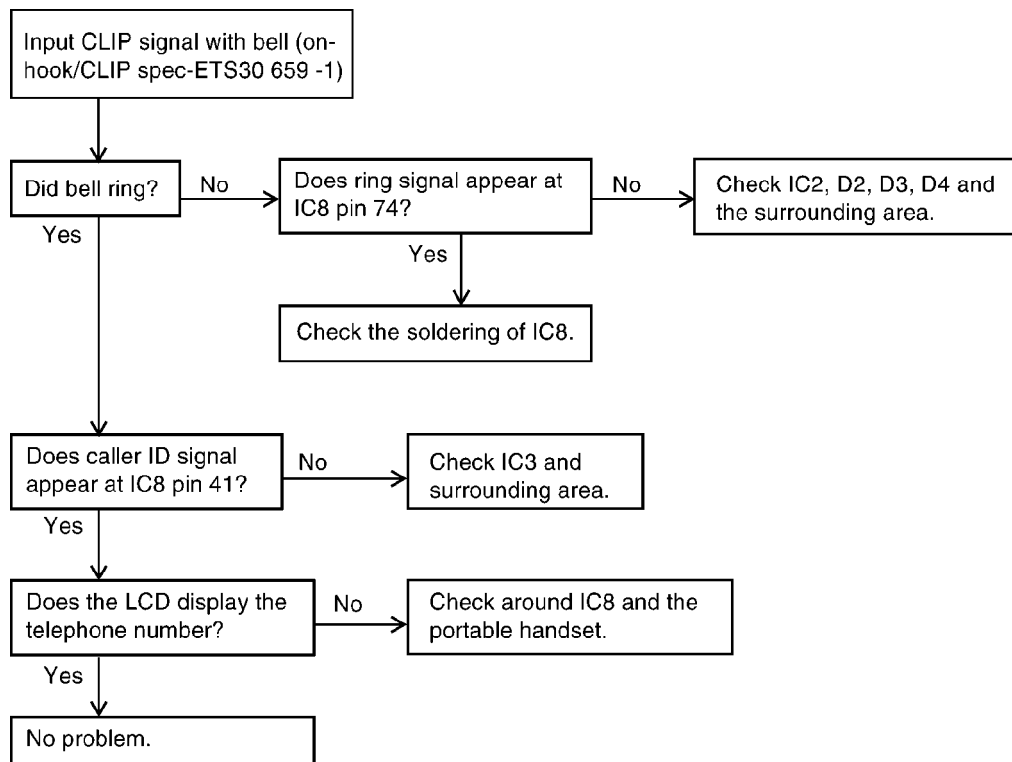 Input CLIP signal with bell (on-
hook/CLIP spec-ETS30 659 -1)
Did bell ring?
No
Does ring signal appear at
IC8 pin 74?
No
Check IC2, D2, D3, D4 and
the surrounding area.
Yes
Yes
Check the soldering of IC8.
Does caller ID signal
appear at IC8 pin 41?
No
Check IC3 and
surrounding area.
Yes
Does the LCD display the
telephone number?
No
Check around IC8 and the
portable handset.
Yes
No problem.